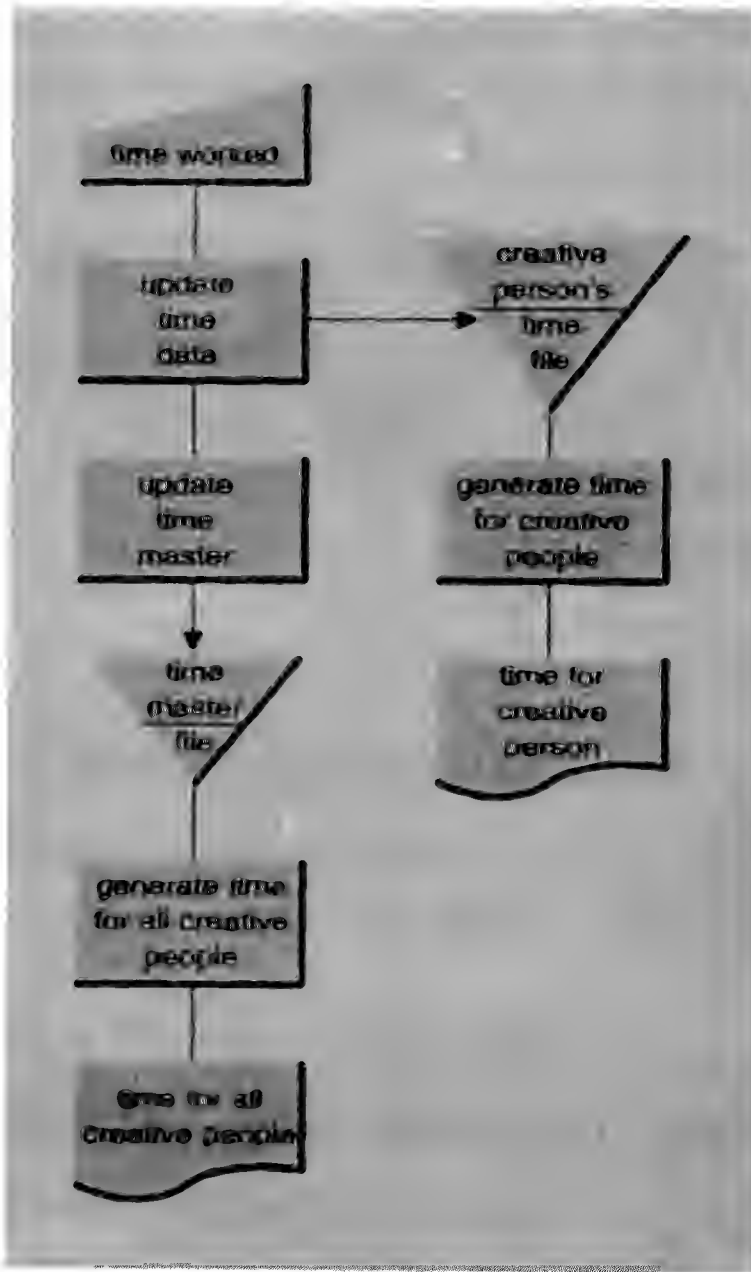 time worked
update
time
data
creative
person's
time
file
update
time
master
generate time
for creative
people
time
master
file
time for
creative
person
generate time
for all creative
people
time for all
creative people